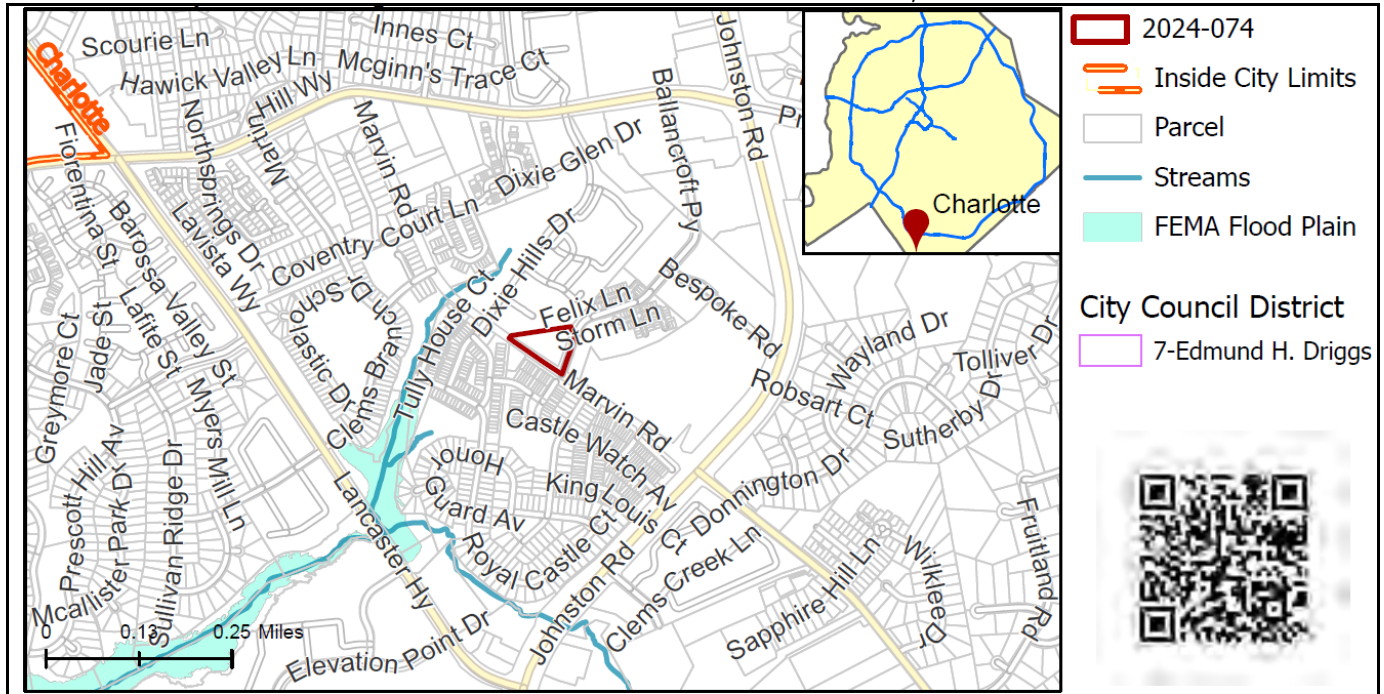 Scourie Ln
Innes Ct
Hawick Valley Ln
Mcginn's Trace Ct
Charlotte
Hill Wy
Martin
Northsprings Dr
Marvin Rd
Johnston Rd
Ballancroft Py
Pr
Fiorentina St
Dixie Glen Dr
Barossa Valley St
Lavista Wy
Coventry Court Ln
Dixie Hills Dr
Greymore Ct
Jade St
Lafite St
Scholastic Dr
Clems Branch Dr
Tully House Ct
Felix Ln
Storm Ln
Bespoke Rd
Wayland Dr
Tolliver Dr
Myers Mill Ln
Marvin Rd
Robsart Ct
Sutherby Dr
Castle Watch Av
Prescott Hill Av
Mcallister Park Dr
Sullivan Ridge Dr
Honor
Guard Av
King Louis Ct
Donnington Dr
Lancaster Hy
Royal Castle Ct
Johnston Rd
Clems Creek Ln
Sapphire Hill Ln
Wilklee Dr
Fruitland Rd
Elevation Point Dr
0 0.13 0.25 Miles
Charlotte
2024-074
Inside City Limits
Parcel
Streams
FEMA Flood Plain
City Council District
7-Edmund H. Driggs